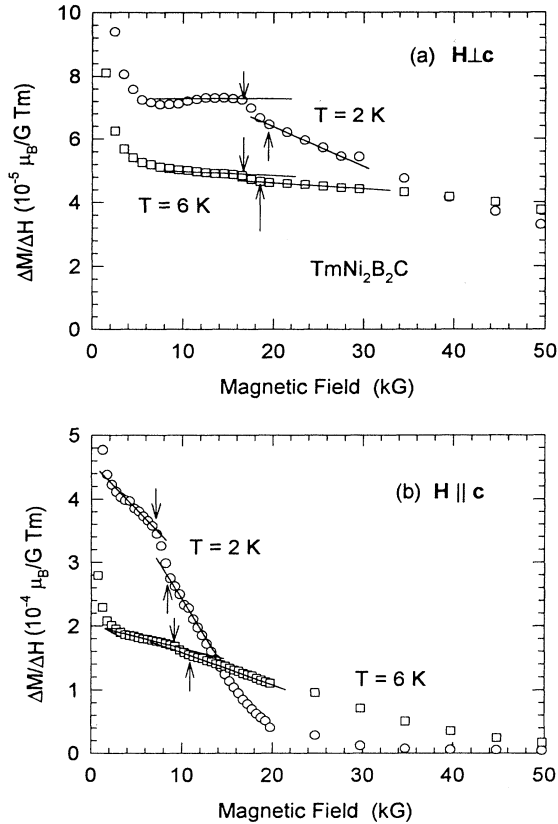 10
(a) H⊥c
8
T = 2 K
6
4
T = 6 K
2
TmNi₂B₂C
0
ΔM/ΔH (10⁻⁵ μB/G Tm)
0 10 20 30 40 50
Magnetic Field (kG)
5
(b) H || c
4
T = 2 K
3
2
T = 6 K
1
0
ΔM/ΔH (10⁻⁴ μB/G Tm)
0 10 20 30 40 50
Magnetic Field (kG)